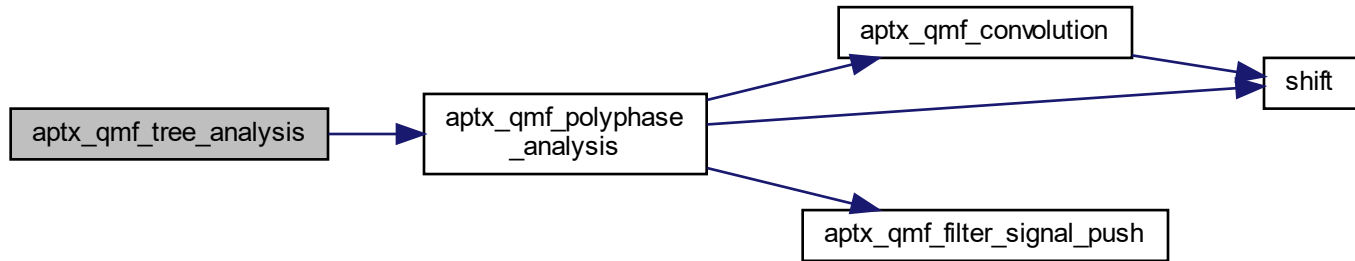 aptx_qmf_tree_analysis
aptx_qmf_polyphase
_analysis
aptx_qmf_convolution
shift
aptx_qmf_filter_signal_push